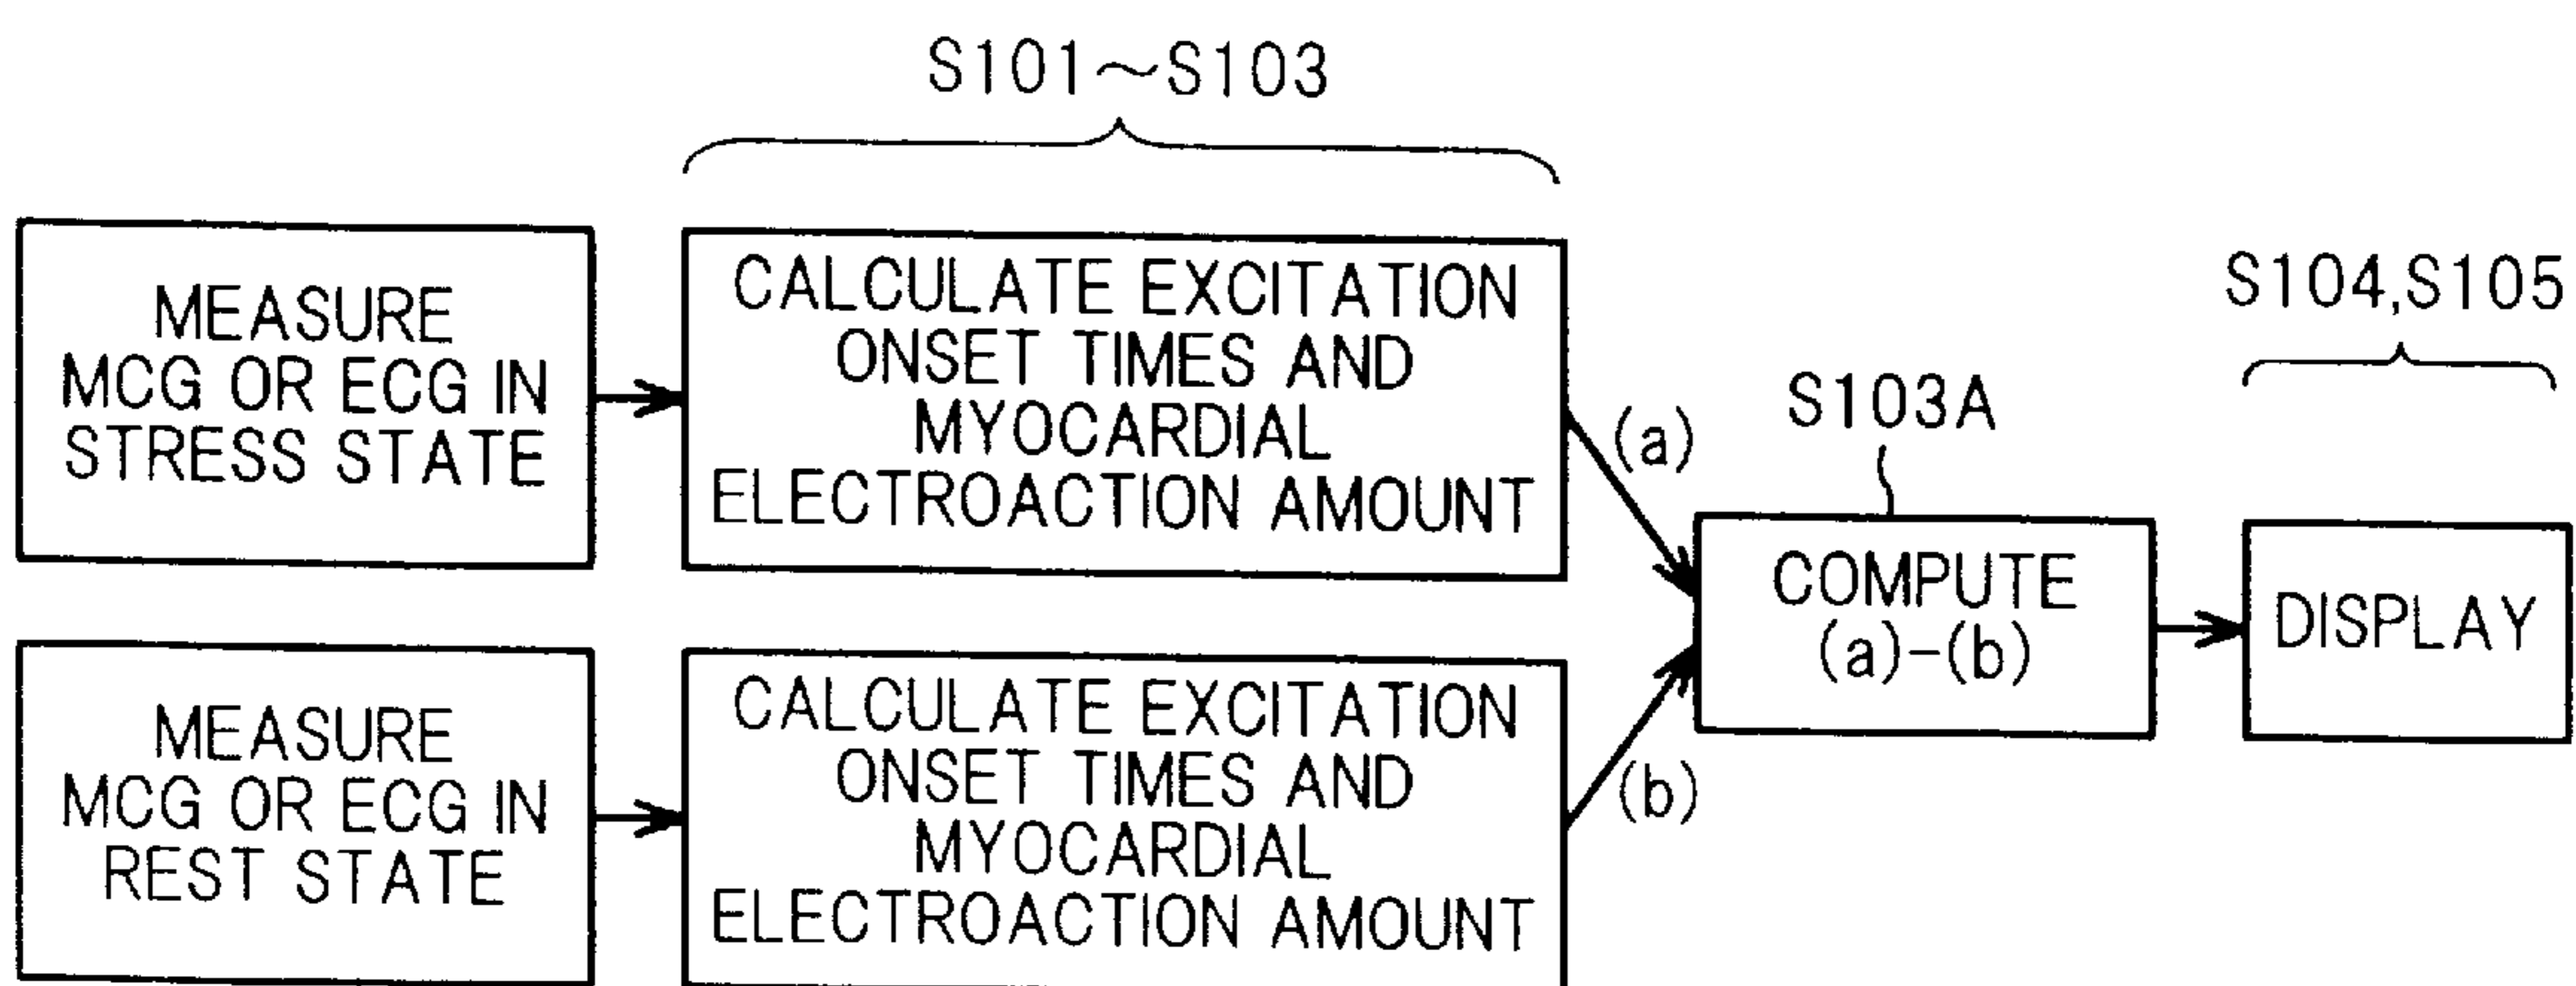 S101~S103
MEASURE
MCG OR ECG IN
STRESS STATE
CALCULATE EXCITATION
ONSET TIMES AND
MYOCARDIAL
ELECTROACTION AMOUNT
(a)
MEASURE
MCG OR ECG IN
REST STATE
CALCULATE EXCITATION
ONSET TIMES AND
MYOCARDIAL
ELECTROACTION AMOUNT
(b)
S103A
COMPUTE
(a)-(b)
S104,S105
DISPLAY